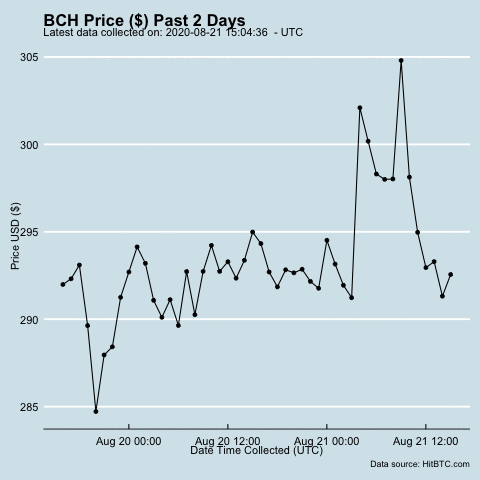 BCH Price ($) Past 2 Days
Latest data collected on: 2020-08-21 15:04:36 - UTC
305
300
295
290
285
Price USD ($)
Aug 20 00:00 Aug 20 12:00 Aug 21 00:00 Aug 21 12:00
Date Time Collected (UTC)
Data source: HitBTC.com